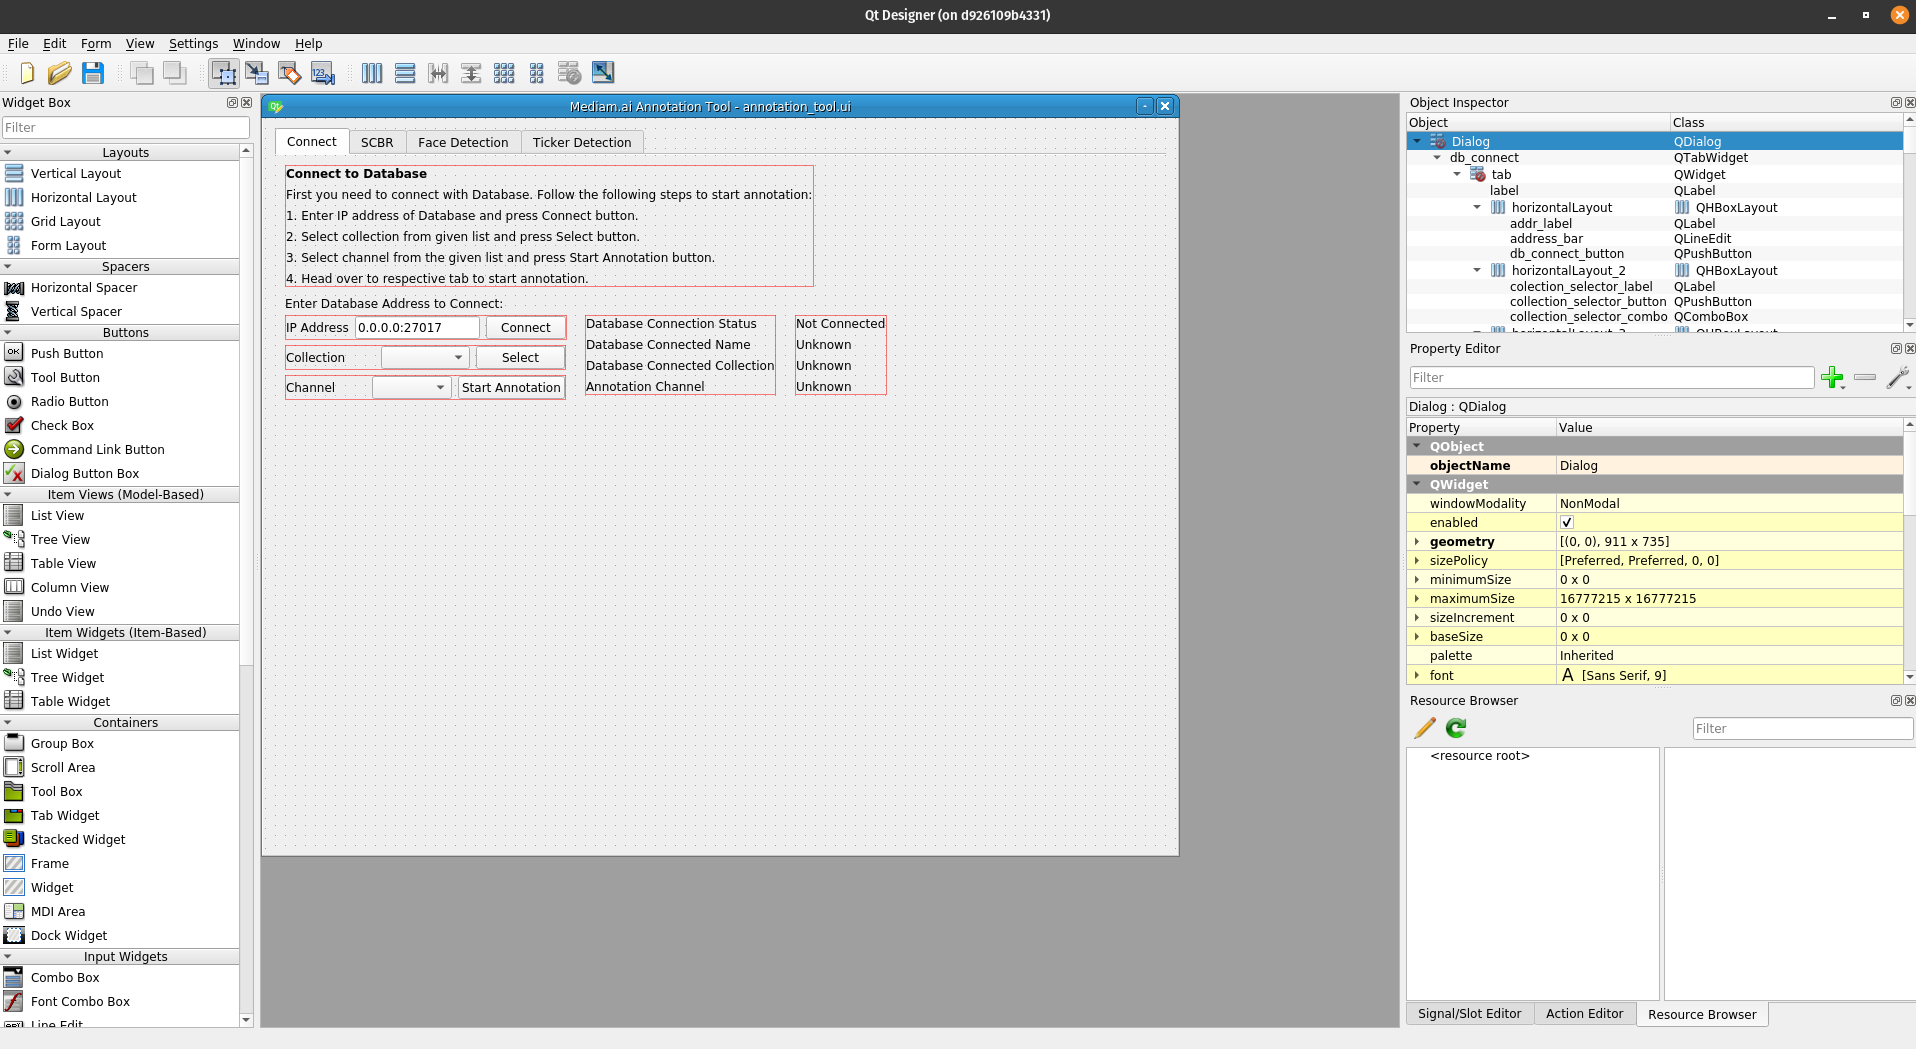 Qt Designer (on d926109b4331)
File Edit Form View Settings Window Help
123
Widget Box
Filter
Layouts
Vertical Layout
Horizontal Layout
Grid Layout
Form Layout
Spacers
Horizontal Spacer
Vertical Spacer
Buttons
OK Push Button
Tool Button
Radio Button
Check Box
Command Link Button
Dialog Button Box
Item Views (Model-Based)
List View
Tree View
Table View
Column View
Undo View
Item Widgets (Item-Based)
List Widget
Tree Widget
Table Widget
Containers
Group Box
Scroll Area
Tool Box
Tab Widget
Stacked Widget
Frame
Widget
MDI Area
Dock Widget
Input Widgets
Combo Box
Font Combo Box
Line Edit
Qt Mediam.ai Annotation Tool - annotation_tool.ui
Connect SCBR Face Detection Ticker Detection
Connect to Database
First you need to connect with Database. Follow the following steps to start annotation:
1. Enter IP address of Database and press Connect button.
2. Select collection from given list and press Select button.
3. Select channel from the given list and press Start Annotation button.
4. Head over to respective tab to start annotation.
Enter Database Address to Connect:
IP Address 0.0.0.0:27017 Connect
Collection Select
Channel Start Annotation
Database Connection Status Not Connected
Database Connected Name Unknown
Database Connected Collection Unknown
Annotation Channel Unknown
Object Inspector
Object Class
Dialog QDialog
db_connect QTabWidget
tab QWidget
label QLabel
horizontalLayout QHBoxLayout
addr_label QLabel
address_bar QLineEdit
db_connect_button QPushButton
horizontalLayout_2 QHBoxLayout
colection_selector_label QLabel
collection_selector_button QPushButton
collection_selector_combo QComboBox
horizontalLayout_3 QHBoxLayout
Property Editor
Filter
Dialog : QDialog
Property Value
QObject
objectName Dialog
QWidget
windowModality NonModal
enabled
geometry [(0, 0), 911 x 735]
sizePolicy [Preferred, Preferred, 0, 0]
minimumSize 0 x 0
maximumSize 16777215 x 16777215
sizeIncrement 0 x 0
baseSize 0 x 0
palette Inherited
font A [Sans Serif, 9]
Resource Browser
Filter
<resource root>
Signal/Slot Editor Action Editor Resource Browser